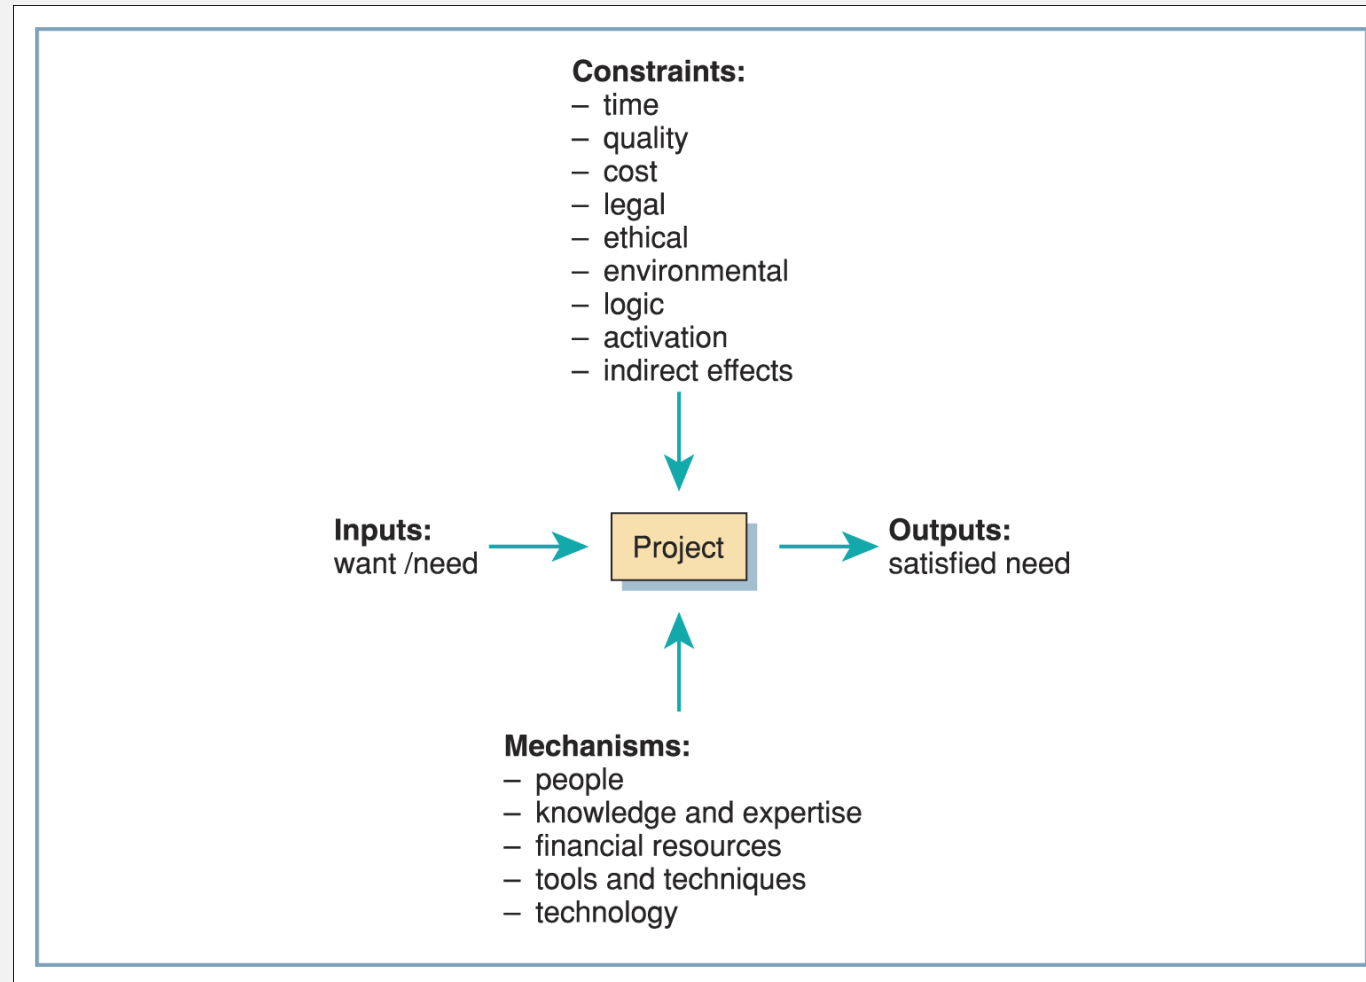 Constraints:
– time
– quality
– cost
– legal
– ethical
– environmental
– logic
– activation
– indirect effects
Inputs:
want /need
Project
Outputs:
satisfied need
Mechanisms:
– people
– knowledge and expertise
– financial resources
– tools and techniques
– technology